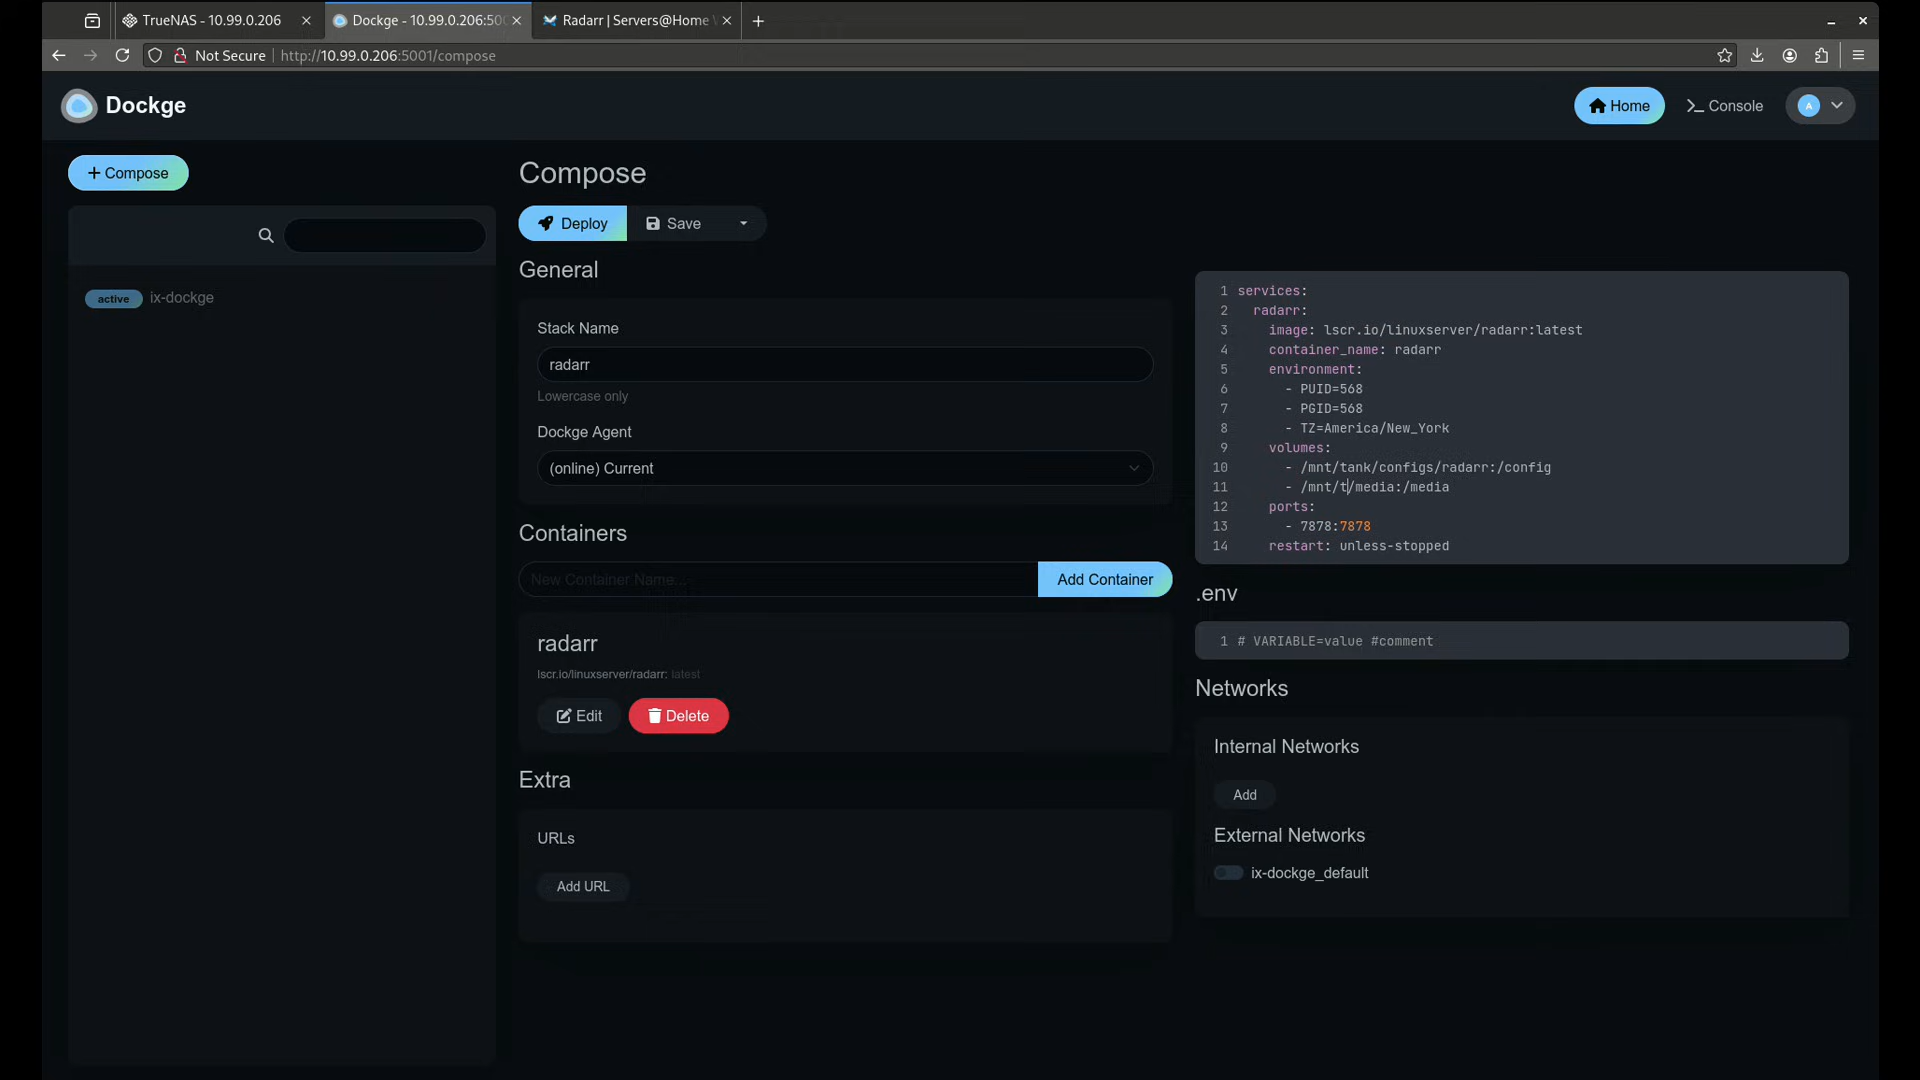 TrueNAS - 10.99.0.206
Dockge - 10.99.0.206:500
Radarr | Servers@Home
Not Secure
http://10.99.0.206:5001/compose
Dockge
Home
Console
A
+ Compose
active
ix-dockge
Compose
Deploy
Save
General
Stack Name
radarr
Lowercase only
Dockge Agent
(online) Current
Containers
New Container Name...
Add Container
radarr
lscr.io/linuxserver/radarr: latest
Edit
Delete
Extra
URLs
Add URL
1 services:
2 radarr:
3 image: lscr.io/linuxserver/radarr:latest
4 container_name: radarr
5 environment:
6 - PUID=568
7 - PGID=568
8 - TZ=America/New_York
9 volumes:
10 - /mnt/tank/configs/radarr:/config
11 - /mnt/t/media:/media
12 ports:
13 - 7878:7878
14 restart: unless-stopped
.env
1 # VARIABLE=value #comment
Networks
Internal Networks
Add
External Networks
ix-dockge_default